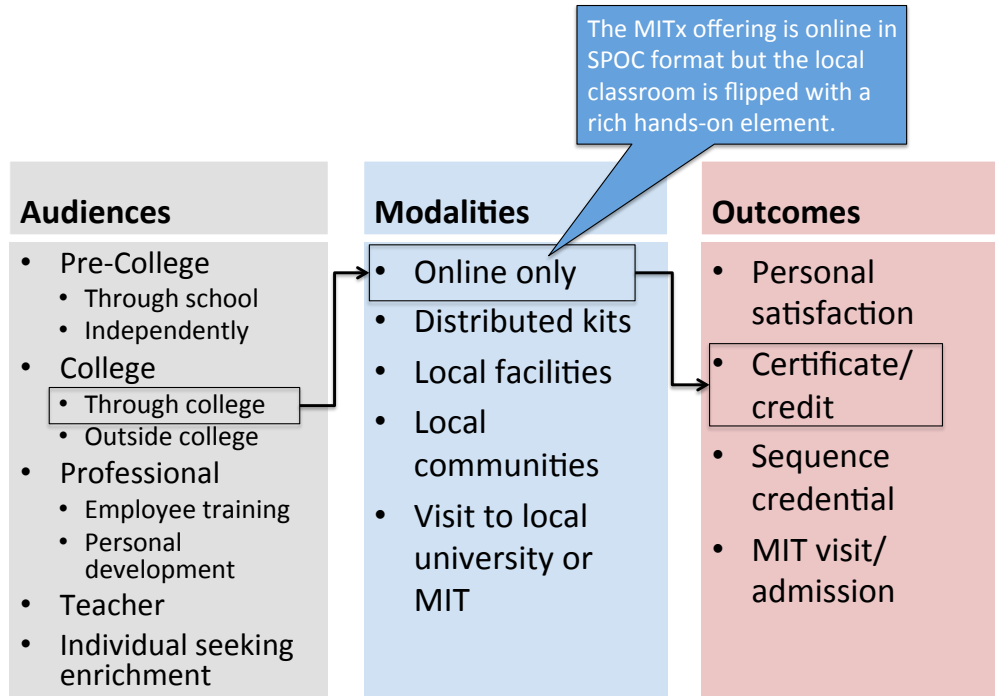 The MITx offering is online in
SPOC format but the local
classroom is flipped with a
rich hands-on element.
Audiences
• Pre-College
• Through school
• Independently
• College
• Through college
• Outside college
• Professional
• Employee training
• Personal
development
• Teacher
• Individual seeking
enrichment
Modalities
• Online only
• Distributed kits
• Local facilities
• Local
communities
• Visit to local
university or
MIT
Outcomes
• Personal
satisfaction
• Certificate/
credit
• Sequence
credential
• MIT visit/
admission